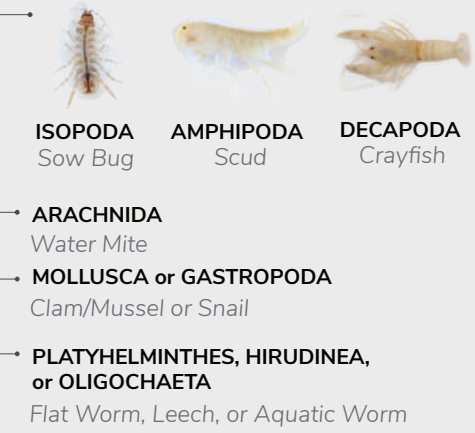 ISOPODA AMPHIPODA DECAPODA
Sow Bug Scud Crayfish
ARACHNIDA
Water Mite
MOLLUSCA or GASTROPODA
Clam/Mussel or Snail
PLATYHELMINTHES, HIRUDINEA,
or OLIGOCHAETA
Flat Worm, Leech, or Aquatic Worm